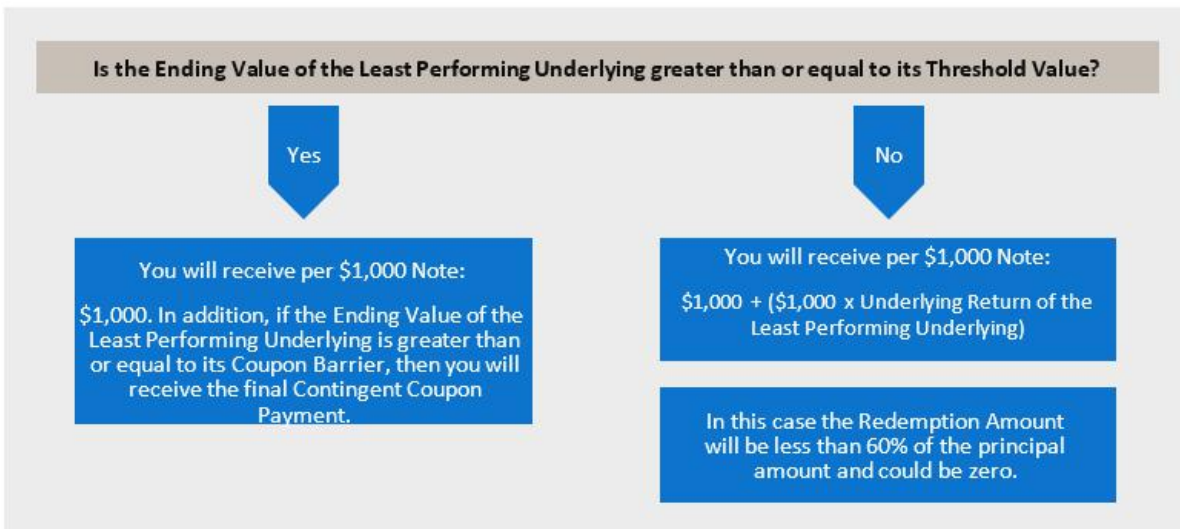 Is the Ending Value of the Least Performing Underlying greater than or equal to its Threshold Value?
Yes
No
You will receive per $1,000 Note:
$1,000. In addition, if the Ending Value of the
Least Performing Underlying is greater than
or equal to its Coupon Barrier, then you will
receive the final Contingent Coupon
Payment.
You will receive per $1,000 Note:
$1,000 + ($1,000 x Underlying Return of the
Least Performing Underlying)
In this case the Redemption Amount
will be less than 60% of the principal
amount and could be zero.